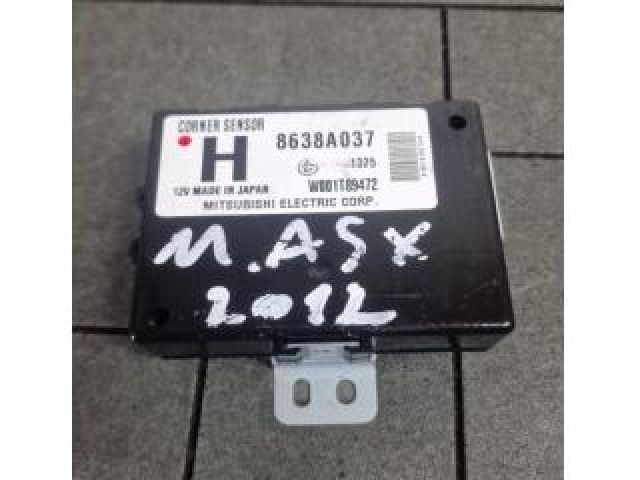 CORNER SENSOR
H
8638A037
1325
12V MADE IN JAPAN
W001T89472
MITSUBISHI ELECTRIC CORP.
M.ASX
2012